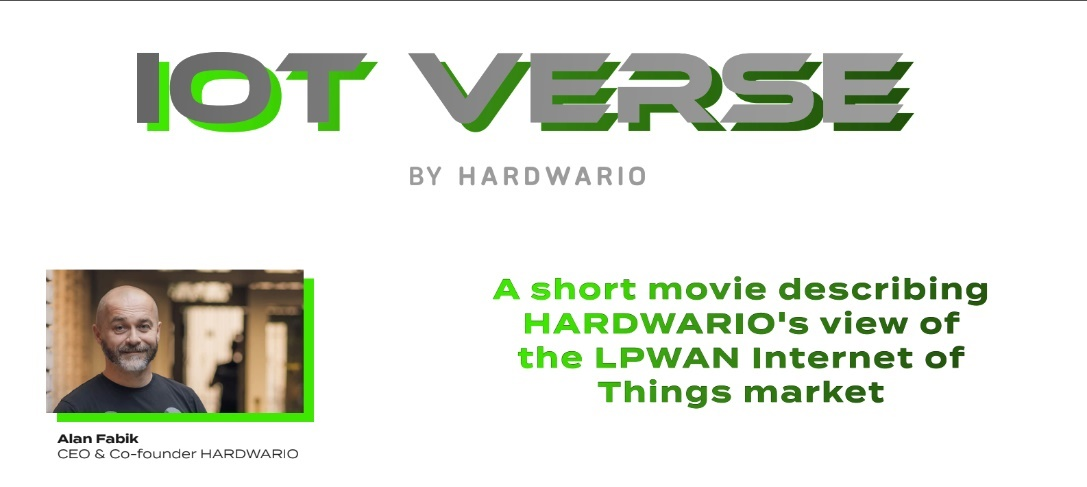 IOT VERSE
BY HARDWARIO
A short movie describing
HARDWARIO's view of
the LPWAN Internet of
Things market
Alan Fabik
CEO & Co-founder HARDWARIO